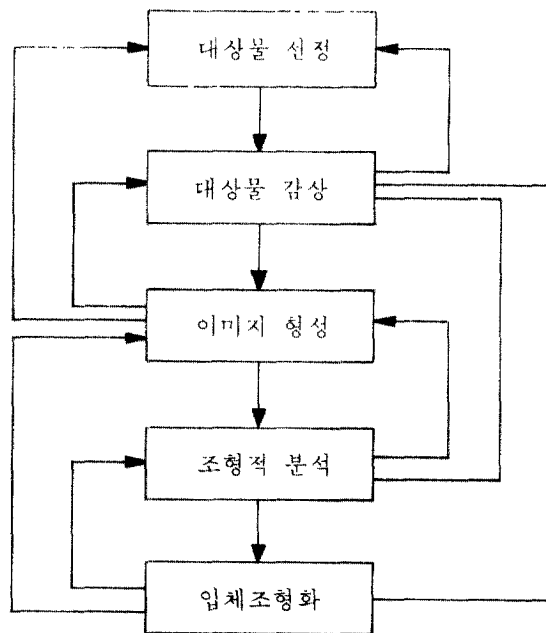 대상물 선정
대상물 감상
이미지 형성
조형적 분석
입체조형화